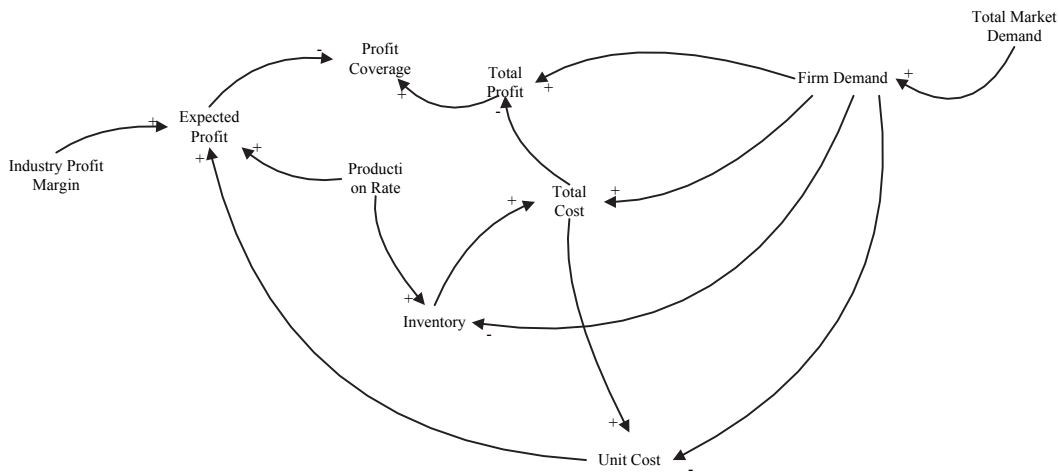 Total Market
Demand
-
Profit
Coverage
+
Total
Profit
+
-
Firm Demand
+
Expected
Profit
+
+
+
Industry Profit
Margin
Producti
on Rate
+
Total
Cost
+
+
Inventory
-
+
Unit Cost
-